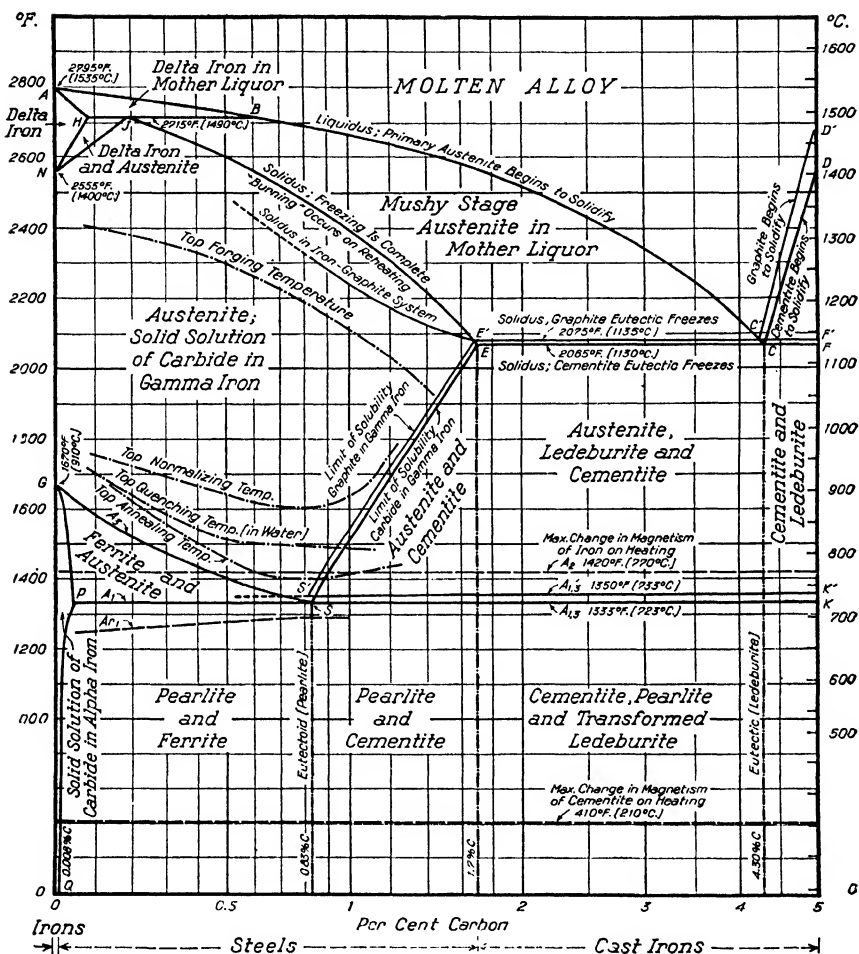 °F.
°C.
2795°F.
(1535°C.)
Delta Iron in
Mother Liquor
MOLTEN ALLOY
1600
2800
A
B
Liquidus; Primary Austenite Begins to Solidify
1500
D'
Delta
Iron
H
J
2715°F. (1490°C.)
2600
Delta Iron
and Austenite
D
N
2555°F.
(1400°C.)
1400
Solidus; Freezing Is Complete
"Burning" Occurs on Reheating
Solidus in Iron-Graphite System
Mushy Stage
Austenite in
Mother Liquor
Graphite Begins
to Solidify
Cementite Begins
to Solidify
2400
Top Forging Temperature
1300
2200
Austenite;
Solid Solution
of Carbide in
Gamma Iron
1200
E'
Solidus, Graphite Eutectic Freezes
2075°F. (1135°C)
C'
F'
E
2065°F. (1130°C.)
C
F
Solidus; Cementite Eutectic Freezes
2000
1100
Limit of Solubility
Graphite in Gamma Iron
Limit of Solubility
Carbide in Gamma Iron
Austenite and
Cementite
Austenite,
Ledeburite and
Cementite
Cementite and
Ledeburite
1000
1670°F
(910°C)
Top Normalizing Temp.
G
1600
Top Quenching Temp. (in Water)
Top Annealing Temp.
A3
900
Ferrite and
Austenite
Max. Change in Magnetism
of Iron on Heating
A2 1420°F. (770°C.)
800
1400
S'
A1,3 1350°F (733°C)
K'
P
A1
S
A1,3 1333°F. (723°C.)
K
Ar1
1200
700
Solid Solution of
Carbide in Alpha Iron
Pearlite
and
Ferrite
Eutectoid (Pearlite)
Pearlite
and
Cementite
Cementite, Pearlite
and Transformed
Ledeburite
Eutectic (Ledeburite)
600
500
Max. Change in Magnetism
of Cementite on Heating
410°F. (210°C.)
0.008%C
0.83%C
1.7%C
4.30%C
0
Q
0
0
0.5
1
2
3
4
5
Per Cent Carbon
Irons
Steels
Cast Irons